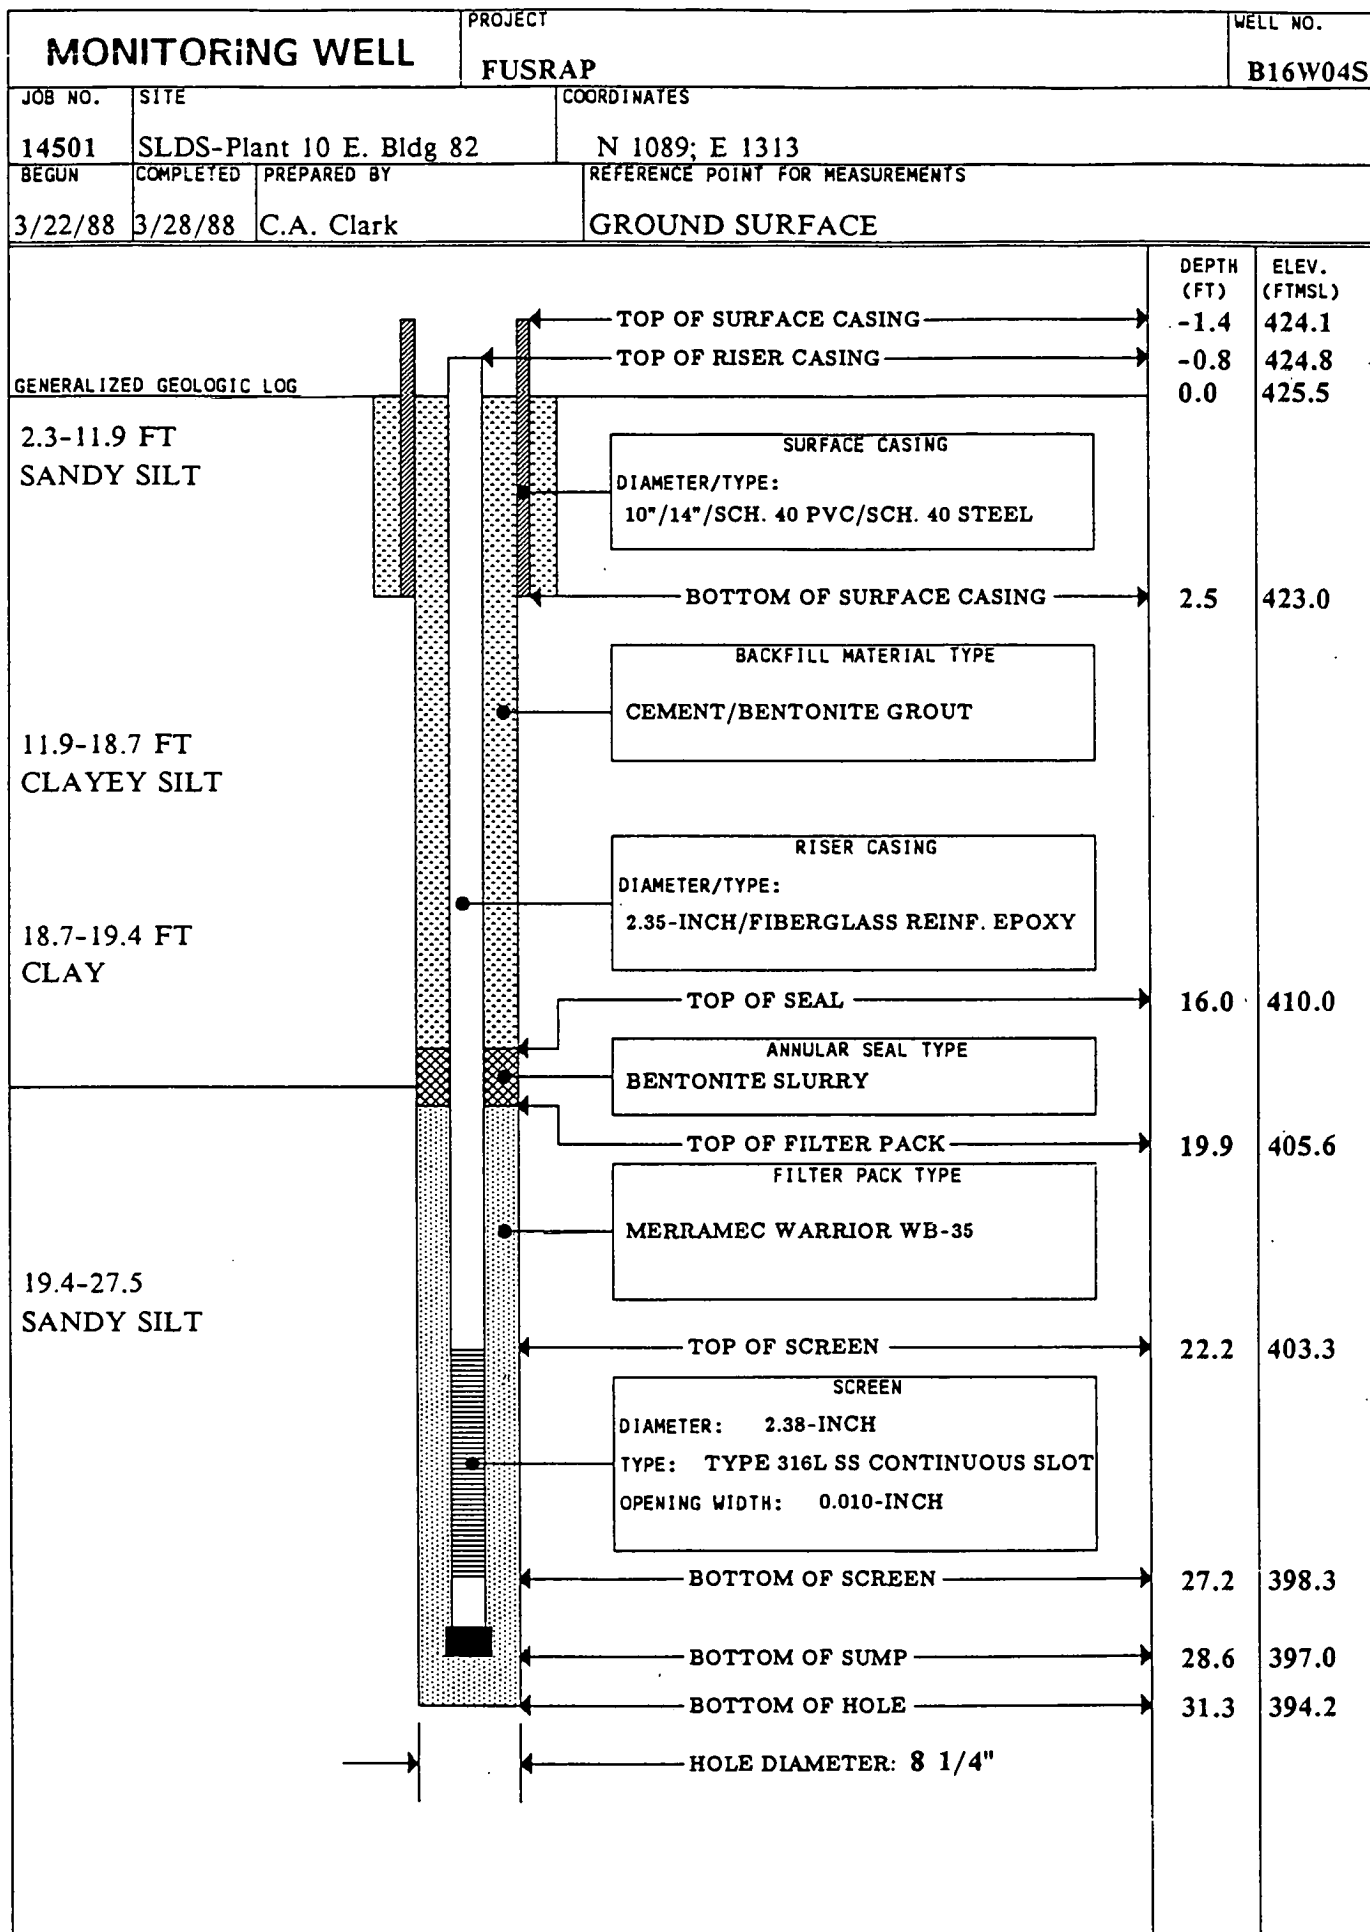 MONITORiNG WELL
PROJECT
FUSRAP
WELL NO.
B16W04S
JOB NO.
14501
SITE
SLDS-Plant 10 E. Bldg 82
COORDINATES
N 1089; E 1313
BEGUN
3/22/88
COMPLETED
3/28/88
PREPARED BY
C.A. Clark
REFERENCE POINT FOR MEASUREMENTS
GROUND SURFACE
DEPTH ELEV.
(FT) (FTMSL)
TOP OF SURFACE CASING -1.4 424.1
TOP OF RISER CASING -0.8 424.8
GENERALIZED GEOLOGIC LOG 0.0 425.5
2.3-11.9 FT
SANDY SILT
SURFACE CASING
DIAMETER/TYPE:
10"/14"/SCH. 40 PVC/SCH. 40 STEEL
BOTTOM OF SURFACE CASING 2.5 423.0
BACKFILL MATERIAL TYPE
CEMENT/BENTONITE GROUT
11.9-18.7 FT
CLAYEY SILT
RISER CASING
DIAMETER/TYPE:
2.35-INCH/FIBERGLASS REINF. EPOXY
18.7-19.4 FT
CLAY
TOP OF SEAL 16.0 410.0
ANNULAR SEAL TYPE
BENTONITE SLURRY
TOP OF FILTER PACK 19.9 405.6
FILTER PACK TYPE
MERRAMEC WARRIOR WB-35
19.4-27.5
SANDY SILT
TOP OF SCREEN 22.2 403.3
SCREEN
DIAMETER: 2.38-INCH
TYPE: TYPE 316L SS CONTINUOUS SLOT
OPENING WIDTH: 0.010-INCH
BOTTOM OF SCREEN 27.2 398.3
BOTTOM OF SUMP 28.6 397.0
BOTTOM OF HOLE 31.3 394.2
HOLE DIAMETER: 8 1/4"